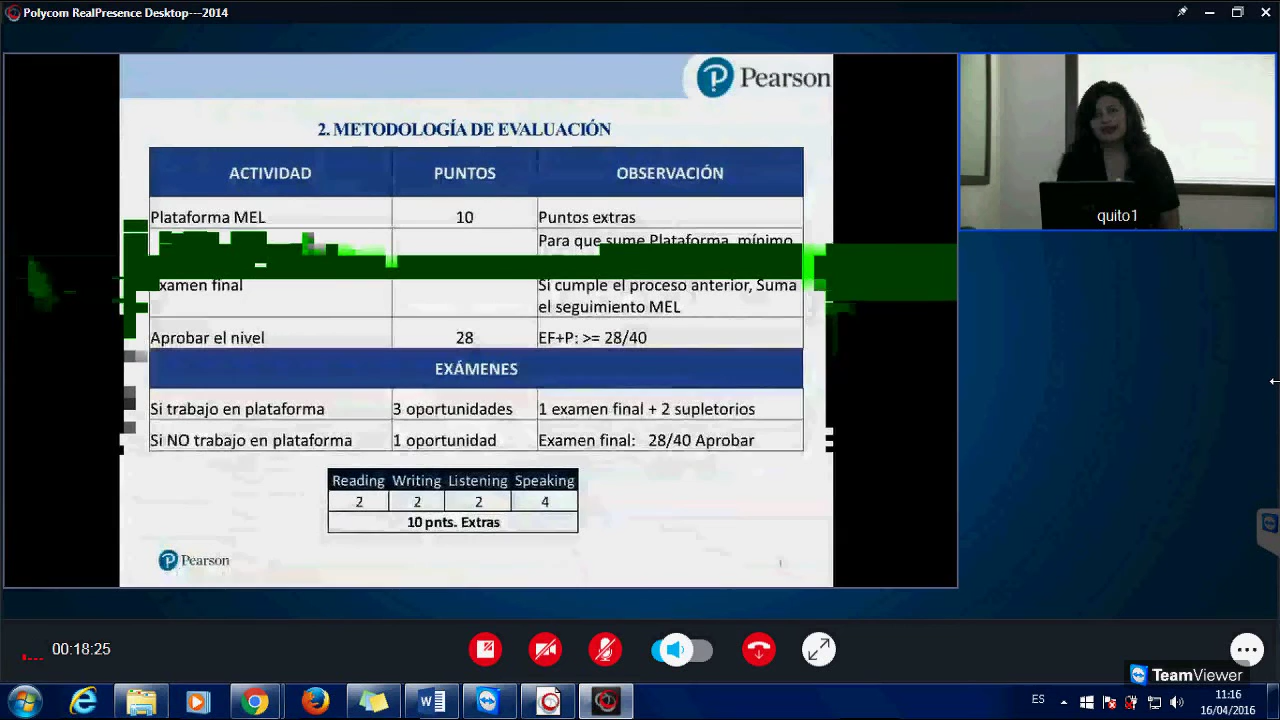 Polycom RealPresence Desktop---2014
Pearson
2. METODOLOGÍA DE EVALUACIÓN
ACTIVIDAD PUNTOS OBSERVACIÓN
Plataforma MEL 10 Puntos extras
Para que sume Plataforma, mínimo
examen final Si cumple el proceso anterior, Suma
el seguimiento MEL
Aprobar el nivel 28 EF+P: >= 28/40
EXÁMENES
Si trabajo en plataforma 3 oportunidades 1 examen final + 2 supletorios
Si NO trabajo en plataforma 1 oportunidad Examen final: 28/40 Aprobar
Reading Writing Listening Speaking
2 2 2 4
10 pnts. Extras
Pearson
quito1
00:18:25
TeamViewer
ES
11:16
16/04/2016